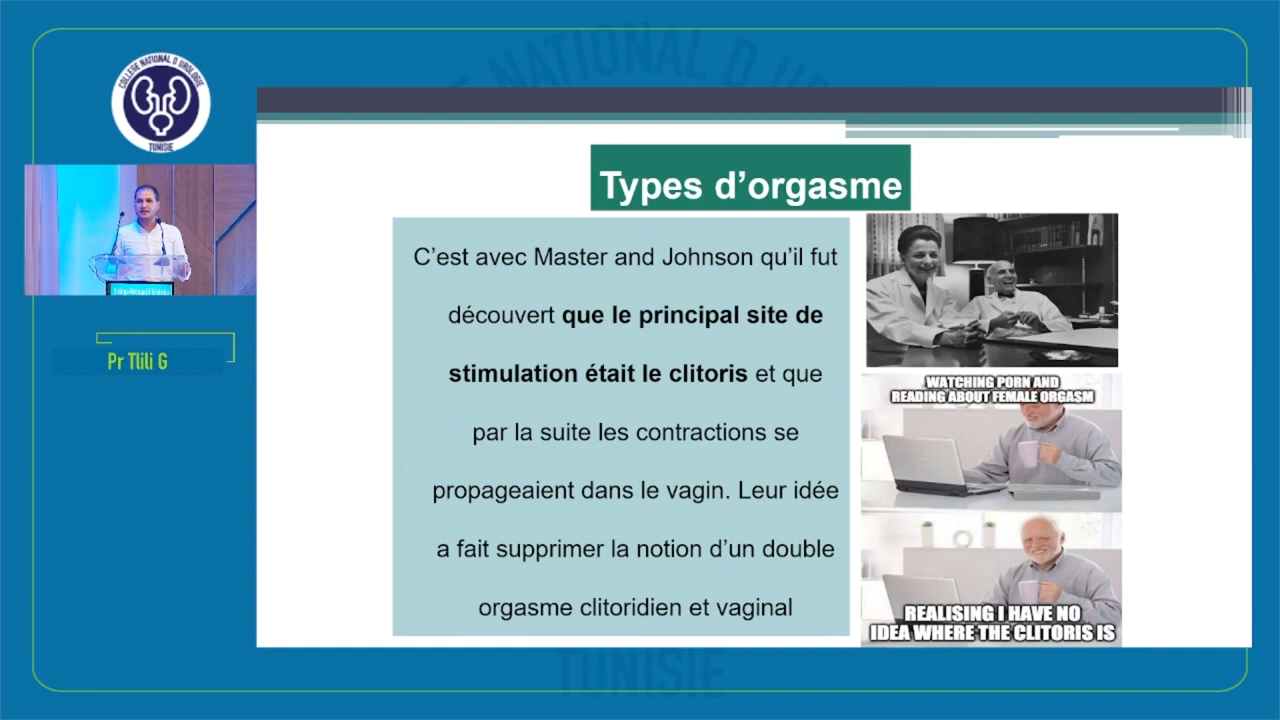 COLLEGE NATIONAL D UROLOGIE
TUNISIE
Pr Tlili G
Types d’orgasme
C’est avec Master and Johnson qu’il fut
découvert que le principal site de
stimulation était le clitoris et que
par la suite les contractions se
propageaient dans le vagin. Leur idée
a fait supprimer la notion d’un double
orgasme clitoridien et vaginal
WATCHING PORN AND
READING ABOUT FEMALE ORGASM
REALISING I HAVE NO
IDEA WHERE THE CLITORIS IS
NATIONAL D
TUNISIE